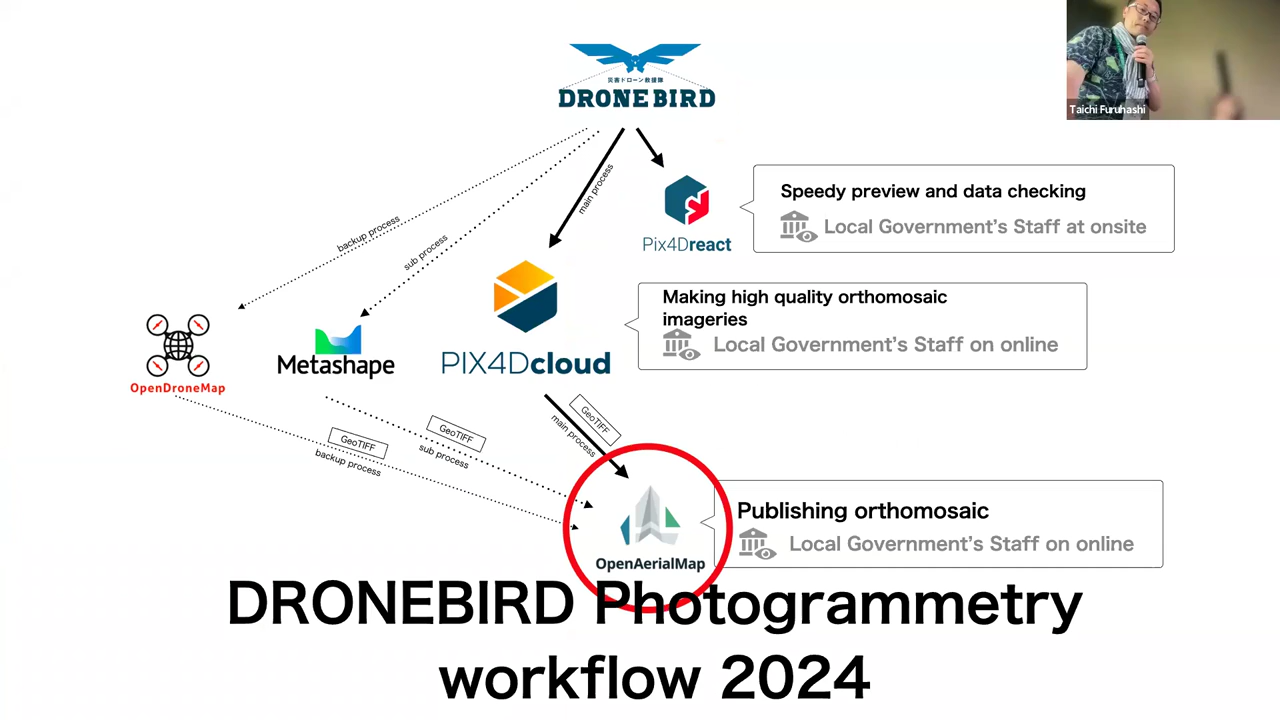 災害ドローン救援隊
DRONEBIRD
Taichi Furuhashi
main process
Pix4Dreact
Speedy preview and data checking
Local Government's Staff at onsite
backup process
sub process
PIX4Dcloud
Making high quality orthomosaic
imageries
Local Government's Staff on online
OpenDroneMap
Metashape
GeoTIFF
main process
GeoTIFF
sub process
GeoTIFF
backup process
OpenAerialMap
Publishing orthomosaic
Local Government's Staff on online
DRONEBIRD Photogrammetry
workflow 2024